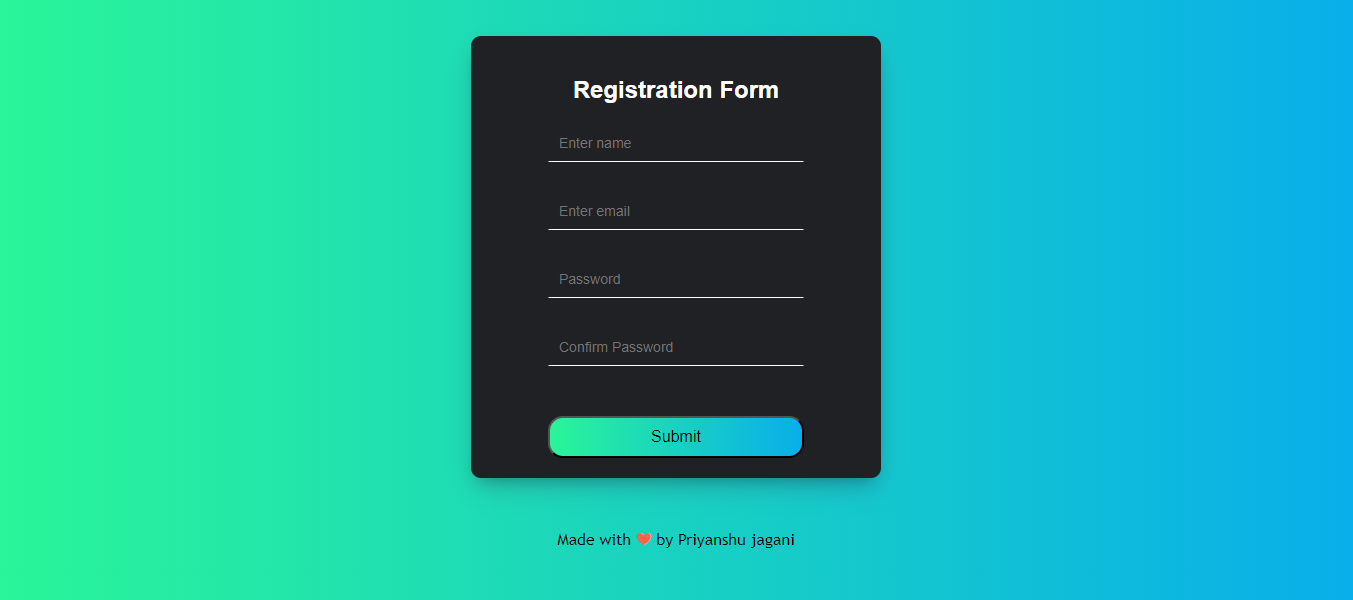 Registration Form
Enter name
Enter email
Password
Confirm Password
Submit
Made with ❤️ by Priyanshu jagani